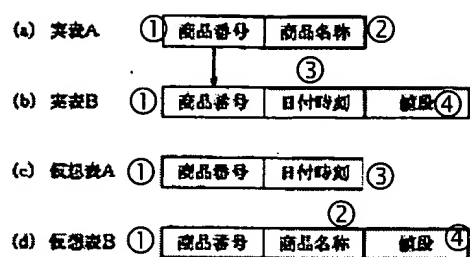 (a) 実表A ① 商品番号 商品名称 ②
③
(b) 実表B ① 商品番号 日付時刻 値段 ④
(c) 仮想表A ① 商品番号 日付時刻 ③
②
(d) 仮想表B ① 商品番号 商品名称 値段 ④